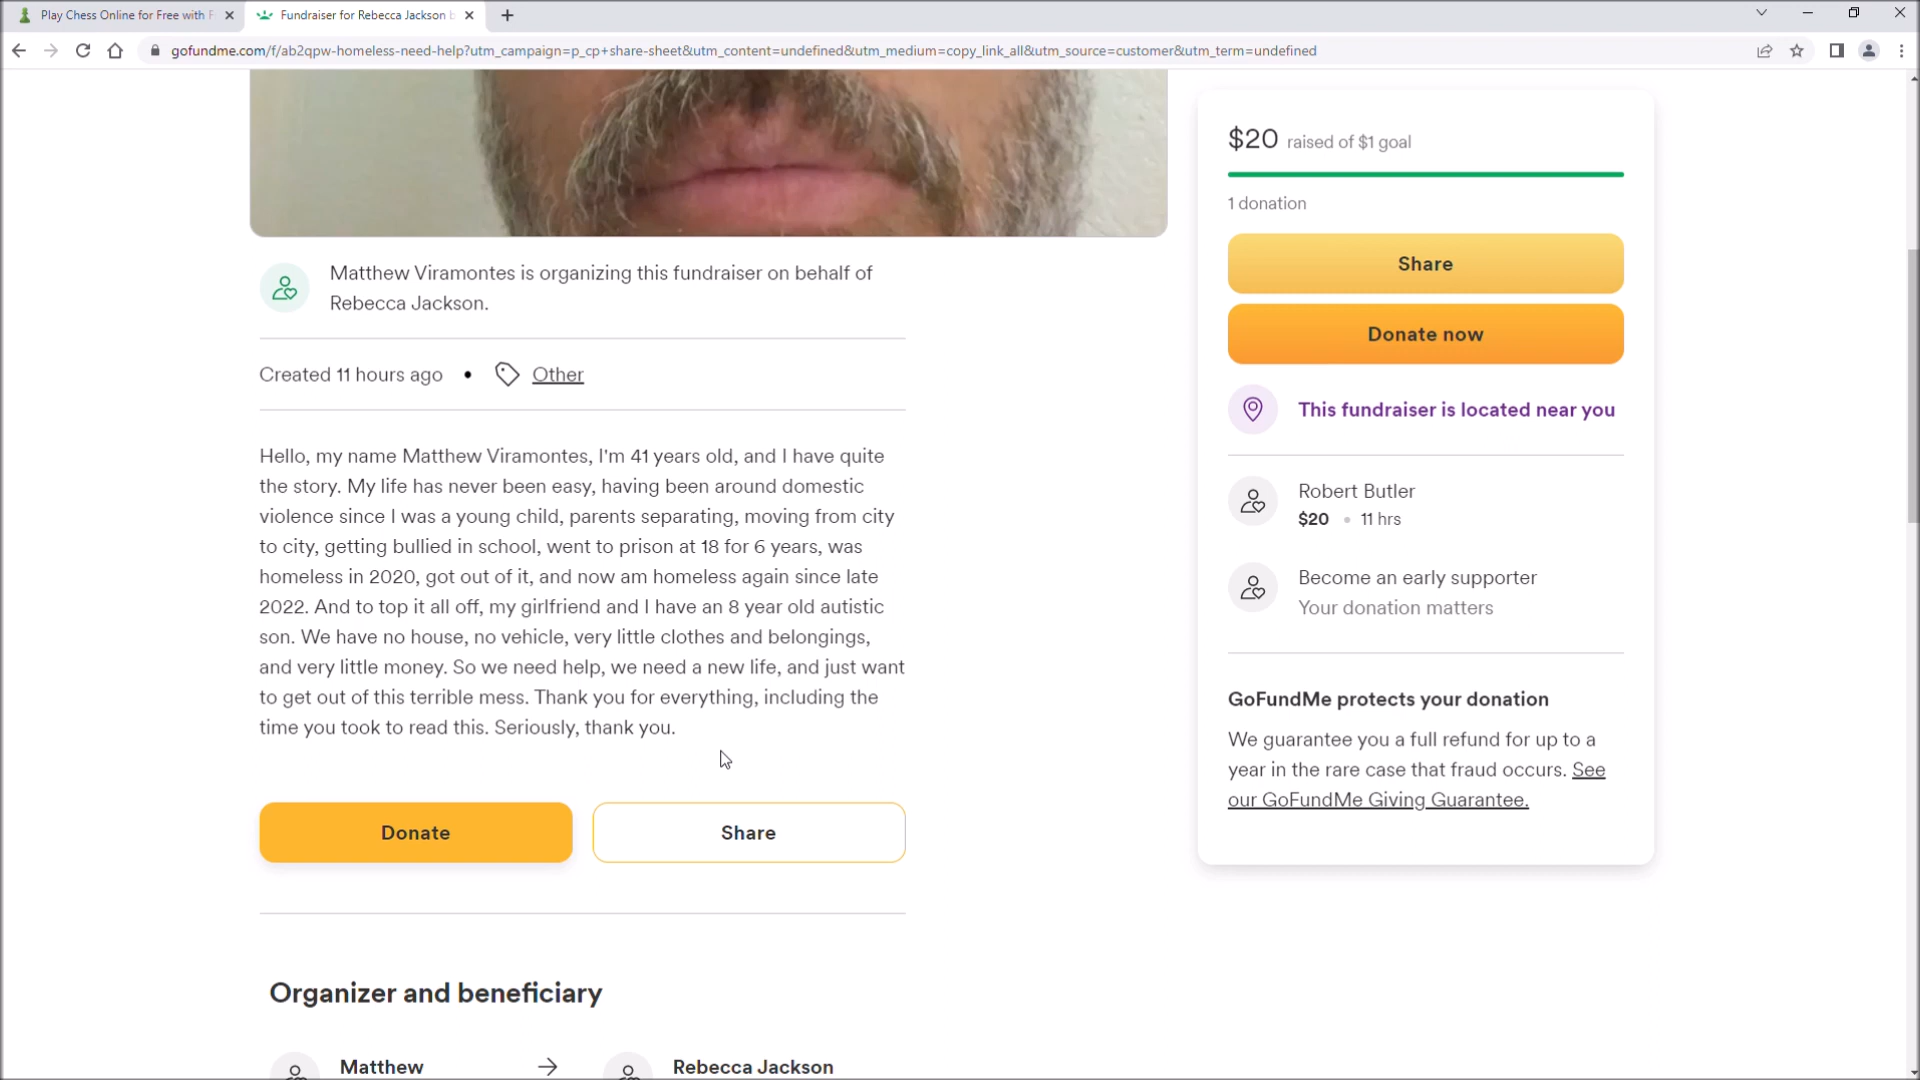 Play Chess Online for Free with F
Fundraiser for Rebecca Jackson b
gofundme.com/f/ab2qpw-homeless-need-help?utm_campaign=p_cp+share-sheet&utm_content=undefined&utm_medium=copy_link_all&utm_source=customer&utm_term=undefined
$20 raised of $1 goal
1 donation
Share
Donate now
This fundraiser is located near you
Robert Butler
$20 • 11 hrs
Become an early supporter
Your donation matters
GoFundMe protects your donation
We guarantee you a full refund for up to a
year in the rare case that fraud occurs. See
our GoFundMe Giving Guarantee.
Matthew Viramontes is organizing this fundraiser on behalf of
Rebecca Jackson.
Created 11 hours ago • Other
Hello, my name Matthew Viramontes, I'm 41 years old, and I have quite
the story. My life has never been easy, having been around domestic
violence since I was a young child, parents separating, moving from city
to city, getting bullied in school, went to prison at 18 for 6 years, was
homeless in 2020, got out of it, and now am homeless again since late
2022. And to top it all off, my girlfriend and I have an 8 year old autistic
son. We have no house, no vehicle, very little clothes and belongings,
and very little money. So we need help, we need a new life, and just want
to get out of this terrible mess. Thank you for everything, including the
time you took to read this. Seriously, thank you.
Donate
Share
Organizer and beneficiary
Matthew
Rebecca Jackson